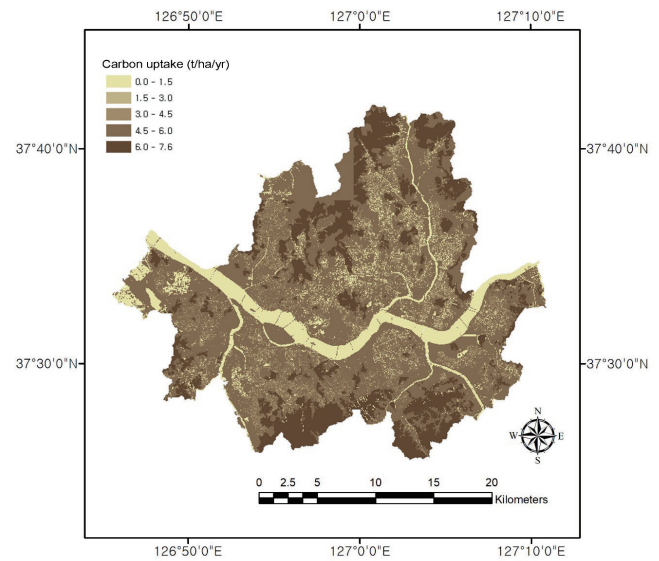 126°50'0"E 127°0'0"E 127°10'0"E
Carbon uptake (t/ha/yr)
0.0 - 1.5
1.5 - 3.0
3.0 - 4.5
4.5 - 6.0
6.0 - 7.6
37°40'0"N 37°40'0"N
37°30'0"N 37°30'0"N
N
W E
S
0 2.5 5 10 15 20
Kilometers
126°50'0"E 127°0'0"E 127°10'0"E